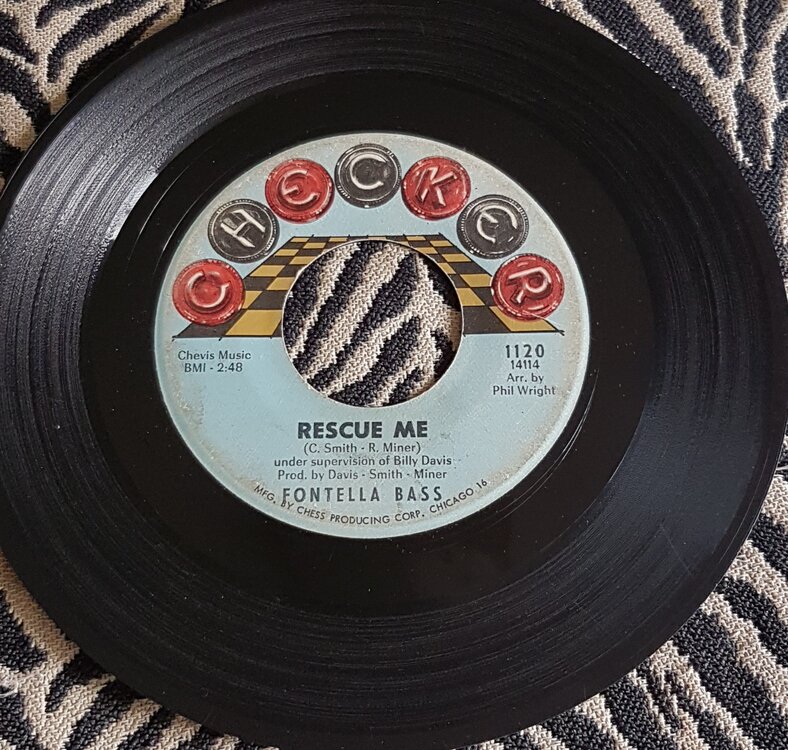 CHECKER
Chevis Music
BMI - 2:48
1120
14114
Arr. by
Phil Wright
RESCUE ME
(C. Smith - R. Miner)
under supervision of Billy Davis
Prod. by Davis - Smith - Miner
FONTELLA BASS
MFG. BY CHESS PRODUCING CORP. CHICAGO 16